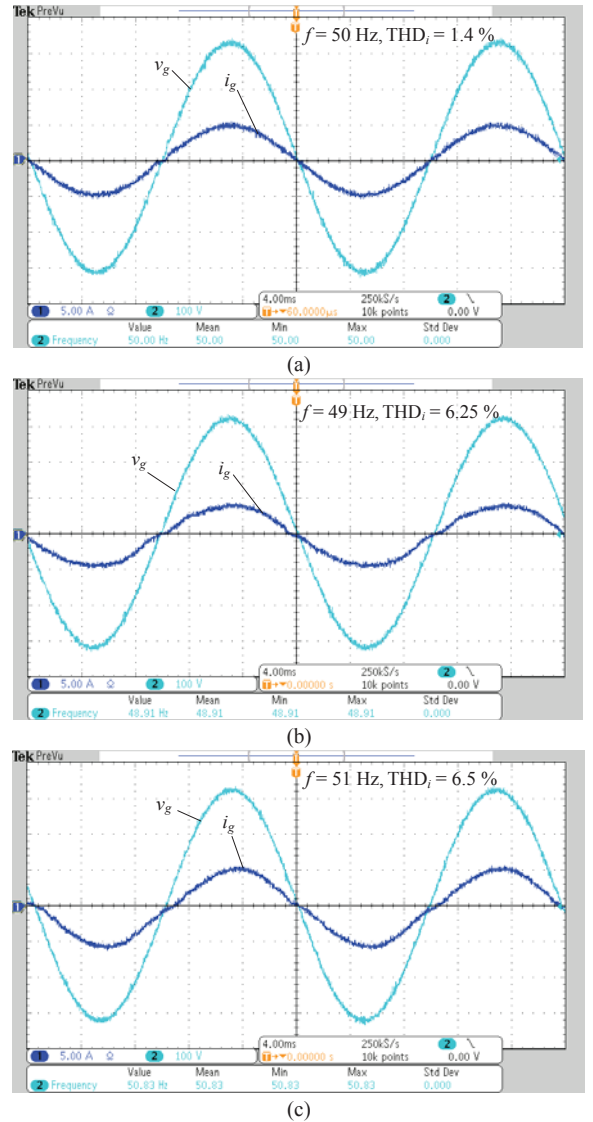 Tek PreVu
f = 50 Hz, THDi = 1.4 %
vg
ig
1 5.00 A Ω 2 100 V
4.00ms 250kS/s 2
T→▼60.0000µs 10k points 0.00 V
Value Mean Min Max Std Dev
2 Frequency 50.00 Hz 50.00 50.00 50.00 0.000
(a)
Tek PreVu
f = 49 Hz, THDi = 6.25 %
vg
ig
1 5.00 A Ω 2 100 V
4.00ms 250kS/s 2
T→▼0.00000 s 10k points 0.00 V
Value Mean Min Max Std Dev
2 Frequency 48.91 Hz 48.91 48.91 48.91 0.000
(b)
Tek PreVu
f = 51 Hz, THDi = 6.5 %
vg
ig
1 5.00 A Ω 2 100 V
4.00ms 250kS/s 2
T→▼0.00000 s 10k points 0.00 V
Value Mean Min Max Std Dev
2 Frequency 50.83 Hz 50.83 50.83 50.83 0.000
(c)